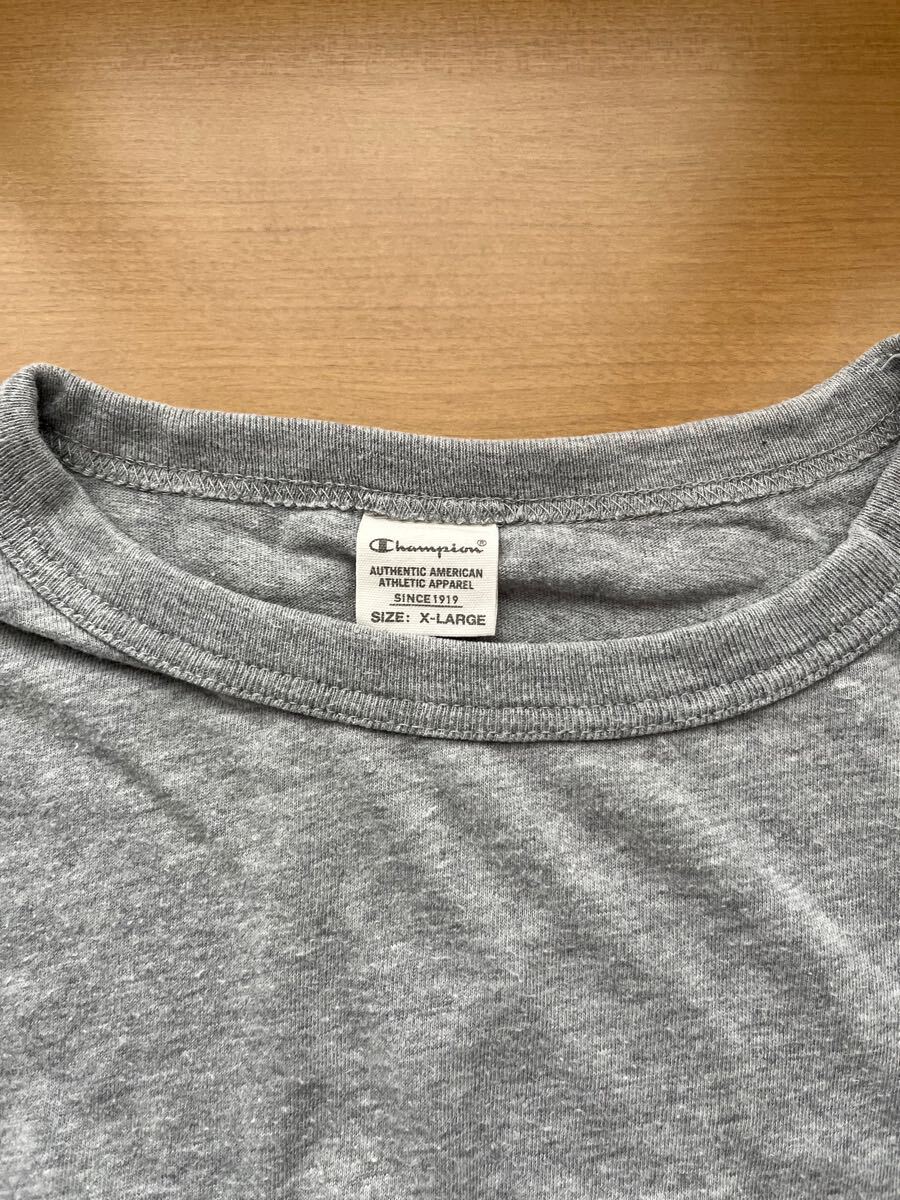 Champion®
AUTHENTIC AMERICAN
ATHLETIC APPAREL
SINCE 1919
SIZE: X-LARGE